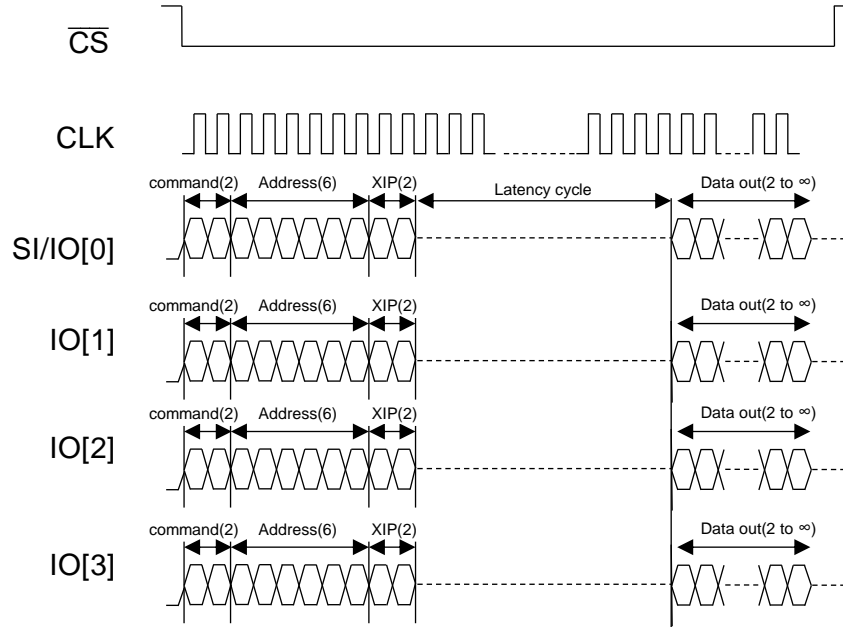 CS
CLK
command(2) Address(6) XIP(2) Latency cycle Data out(2 to ∞)
SI/IO[0]
command(2) Address(6) XIP(2) Data out(2 to ∞)
IO[1]
command(2) Address(6) XIP(2) Data out(2 to ∞)
IO[2]
command(2) Address(6) XIP(2) Data out(2 to ∞)
IO[3]